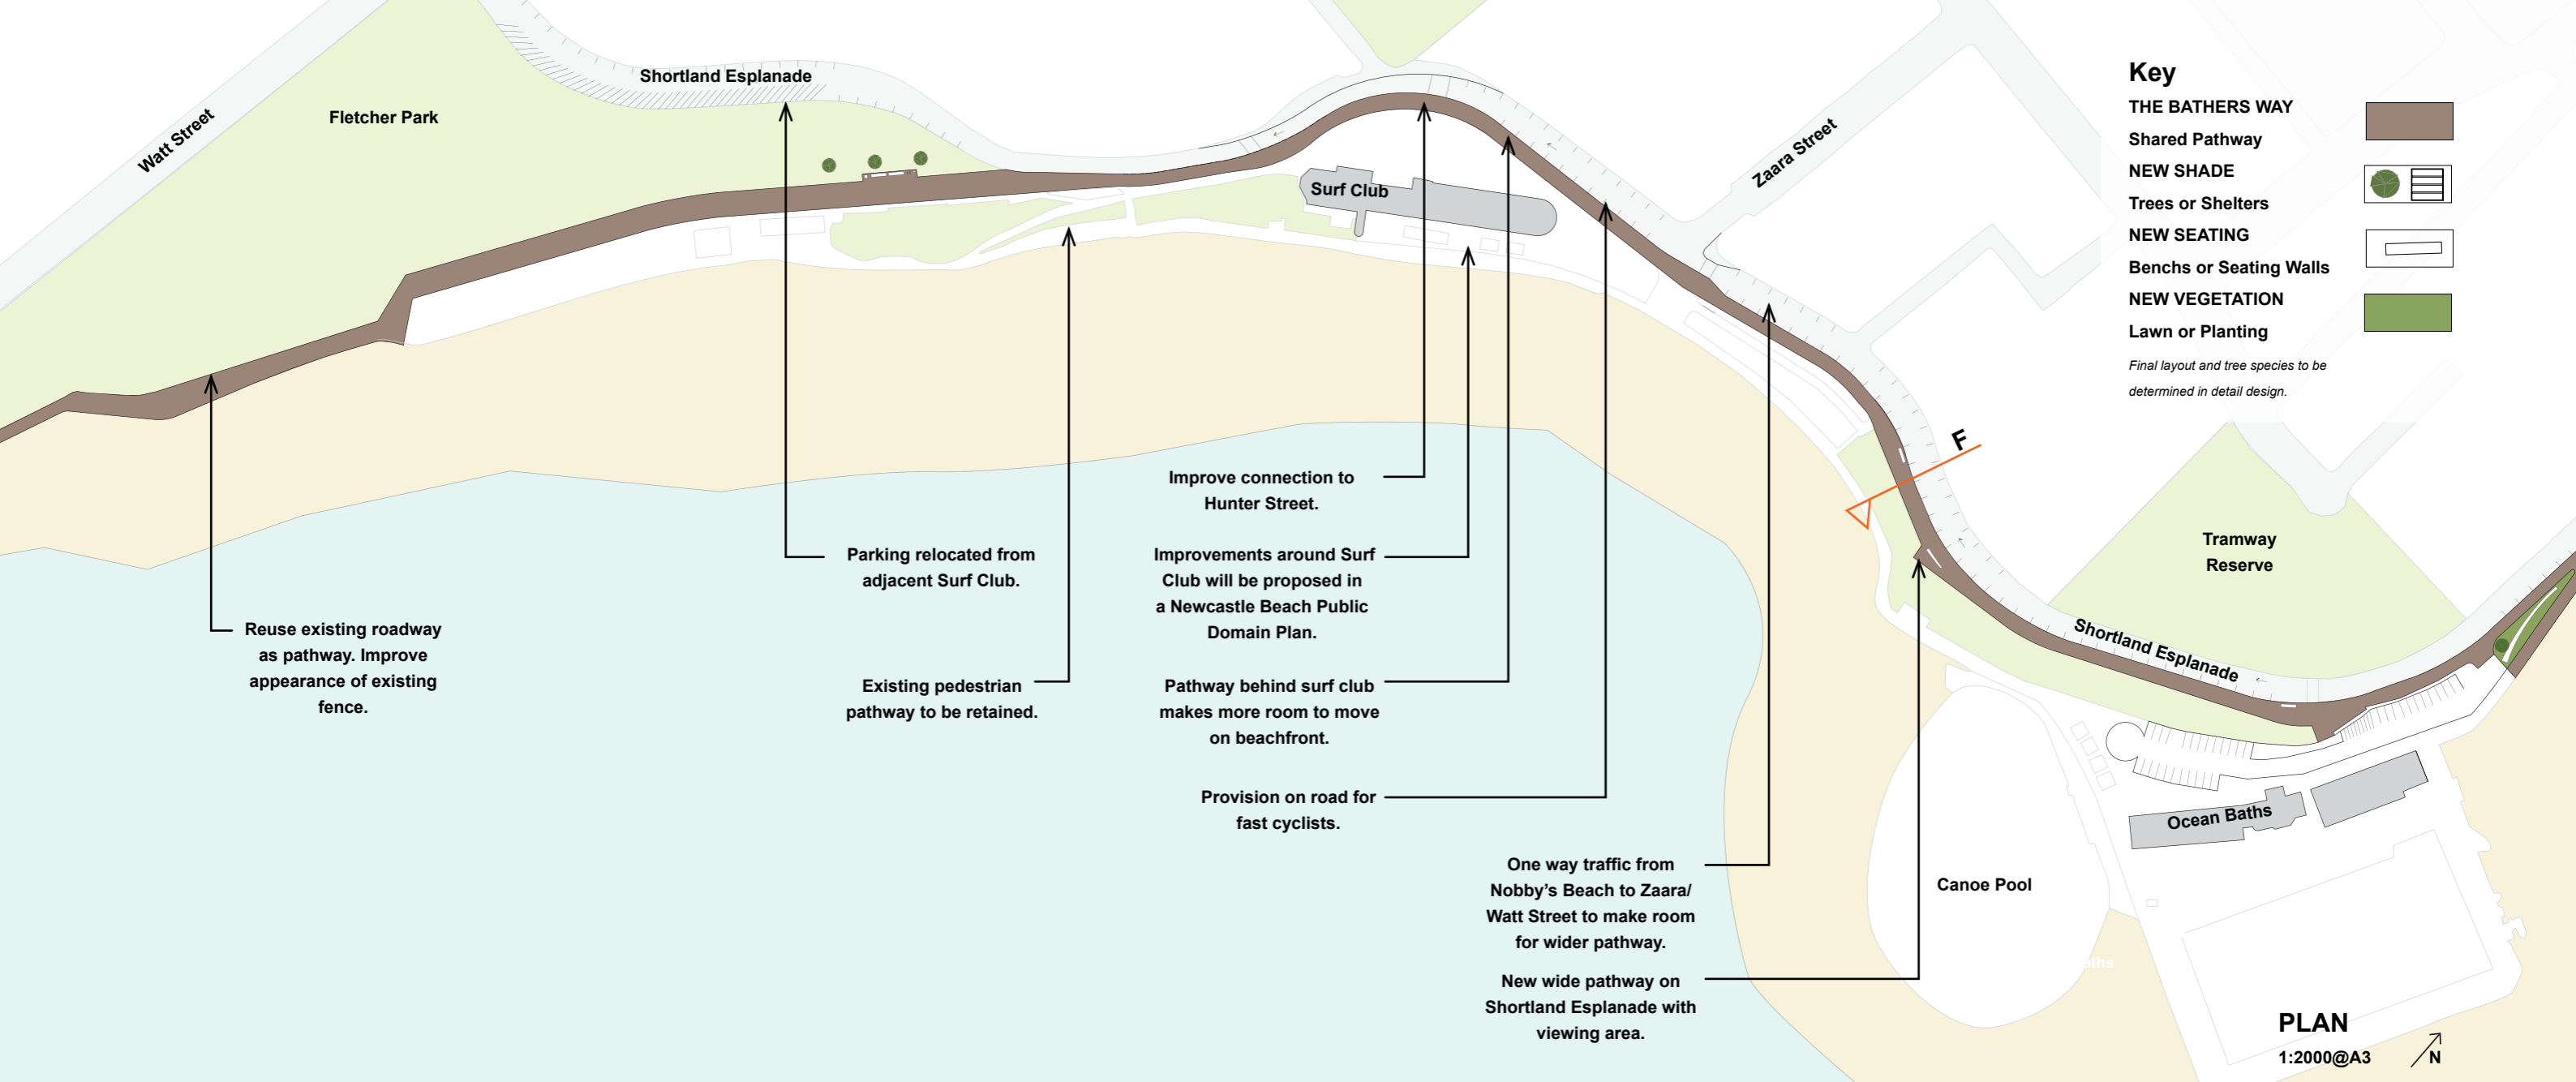 Shortland Esplanade
Fletcher Park
Watt Street
Surf Club
Zaara Street
Key
THE BATHERS WAY
Shared Pathway
NEW SHADE
Trees or Shelters
NEW SEATING
Benchs or Seating Walls
NEW VEGETATION
Lawn or Planting
Final layout and tree species to be
determined in detail design.
F
Tramway
Reserve
Shortland Esplanade
Reuse existing roadway
as pathway. Improve
appearance of existing
fence.
Parking relocated from
adjacent Surf Club.
Existing pedestrian
pathway to be retained.
Improve connection to
Hunter Street.
Improvements around Surf
Club will be proposed in
a Newcastle Beach Public
Domain Plan.
Pathway behind surf club
makes more room to move
on beachfront.
Provision on road for
fast cyclists.
One way traffic from
Nobby's Beach to Zaara/
Watt Street to make room
for wider pathway.
New wide pathway on
Shortland Esplanade with
viewing area.
Ocean Baths
Canoe Pool
PLAN
1:2000@A3
N